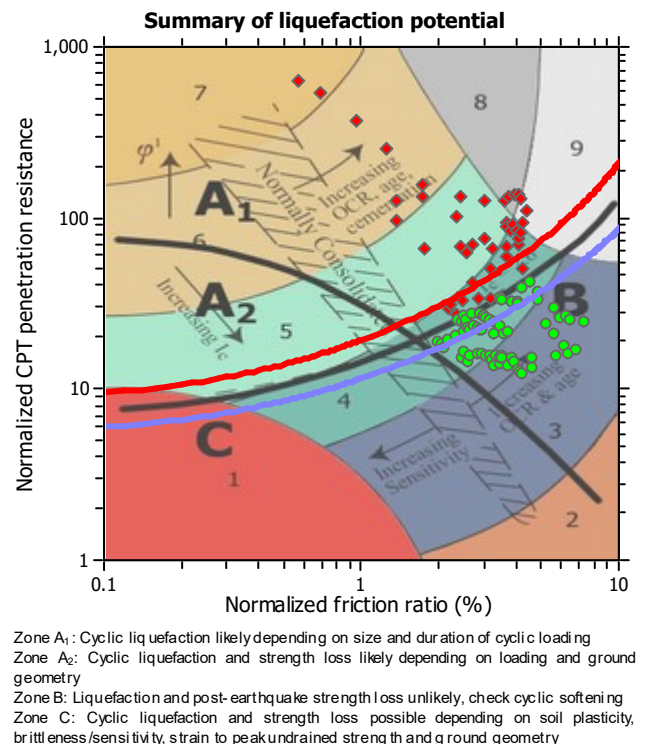 Summary of liquefaction potential
Normalized CPT penetration resistance
1,000
100
10
1
7
8
9
φ'
A1
Increasing
OCR, age,
cementation
Normally Consolidated
6
A2
Increasing Ic
5
B
4
Increasing
OCR & age
3
C
Increasing
Sensitivity
1
2
0.1
1
10
Normalized friction ratio (%)
Zone A1: Cyclic liquefaction likely depending on size and duration of cyclic loading
Zone A2: Cyclic liquefaction and strength loss likely depending on loading and ground
geometry
Zone B: Liquefaction and post-earthquake strength loss unlikely, check cyclic softening
Zone C: Cyclic liquefaction and strength loss possible depending on soil plasticity,
brittleness/sensitivity, strain to peak undrained strength and ground geometry